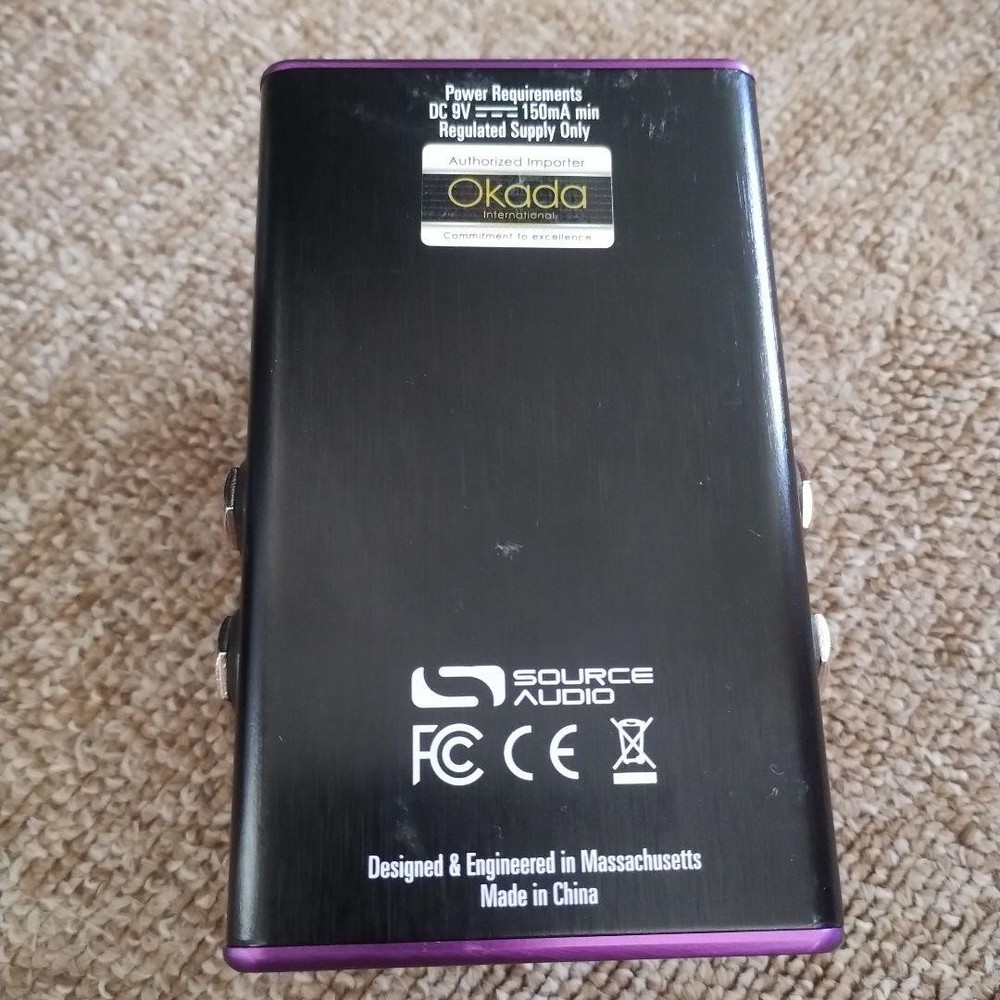 Power Requirements
DC 9V ⎓ 150mA min
Regulated Supply Only
Authorized Importer
Okada
International
Commitment to excellence
SOURCE
AUDIO
FC CE
Designed & Engineered in Massachusetts
Made in China